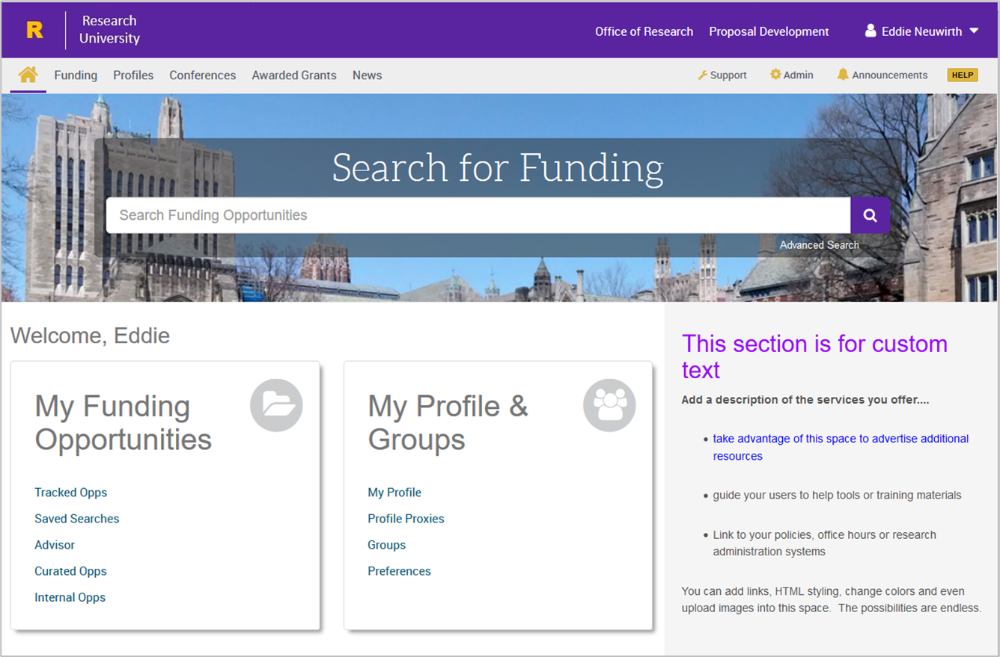 R
Research
University
Office of Research
Proposal Development
Eddie Neuwirth
Funding
Profiles
Conferences
Awarded Grants
News
Support
Admin
Announcements
HELP
Search for Funding
Search Funding Opportunities
Advanced Search
Welcome, Eddie
My Funding
Opportunities
Tracked Opps
Saved Searches
Advisor
Curated Opps
Internal Opps
My Profile &
Groups
My Profile
Profile Proxies
Groups
Preferences
This section is for custom
text
Add a description of the services you offer....
• take advantage of this space to advertise additional
resources
• guide your users to help tools or training materials
• Link to your policies, office hours or research
administration systems
You can add links, HTML styling, change colors and even
upload images into this space.  The possibilities are endless.